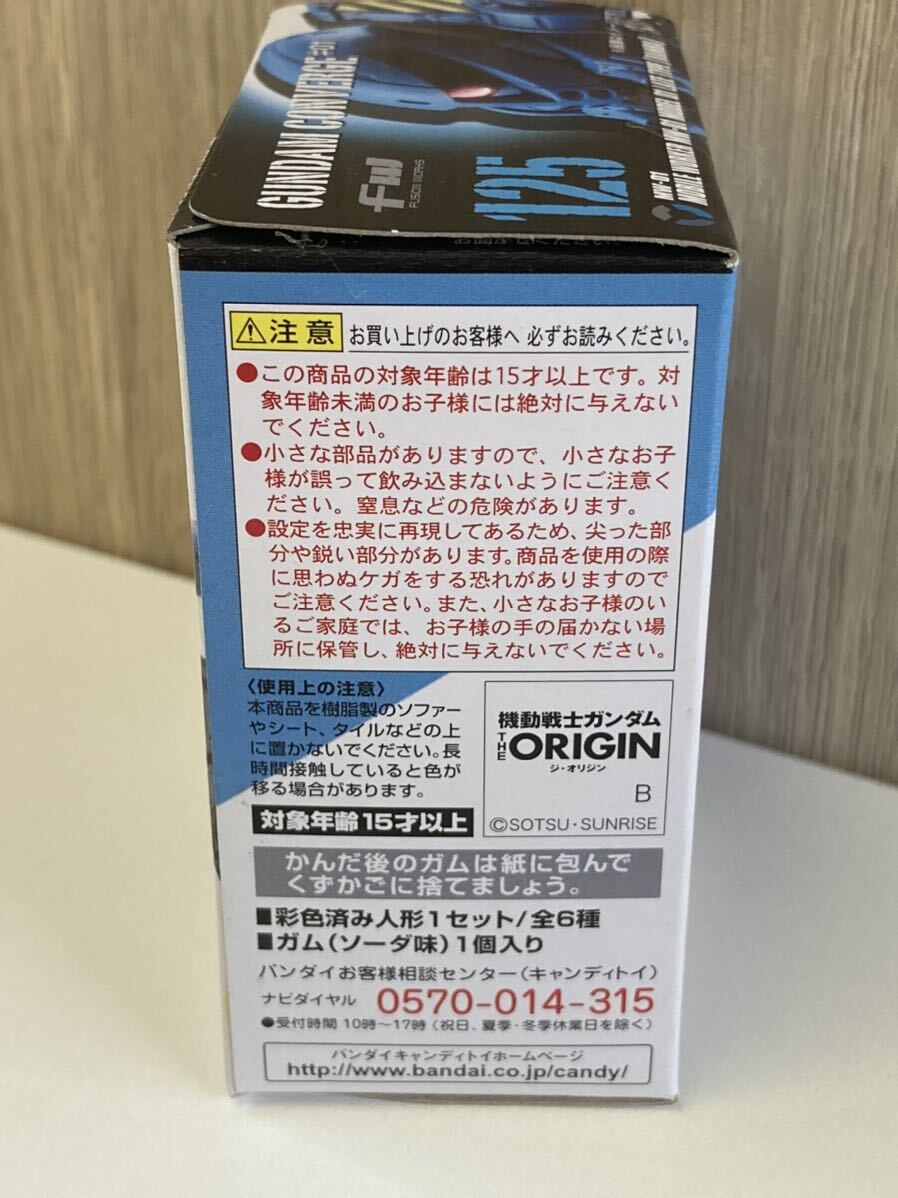 GUNDAM CONVERGE:01
FW
FUSION WORKS
125
MW-01
⚠注意 お買い上げのお客様へ 必ずお読みください。
●この商品の対象年齢は15才以上です。対
象年齢未満のお子様には絶対に与えない
でください。
●小さな部品がありますので、小さなお子
様が誤って飲み込まないようにご注意く
ださい。窒息などの危険があります。
●設定を忠実に再現してあるため、尖った部
分や鋭い部分があります。商品を使用の際
に思わぬケガをする恐れがありますので
ご注意ください。また、小さなお子様のい
るご家庭では、お子様の手の届かない場
所に保管し、絶対に与えないでください。
〈使用上の注意〉
本商品を樹脂製のソファー
やシート、タイルなどの上
に置かないでください。長
時間接触していると色が
移る場合があります。
対象年齢15才以上
機動戦士ガンダム
THE ORIGIN
ジ・オリジン
B
©SOTSU・SUNRISE
かんだ後のガムは紙に包んで
くずかごに捨てましょう。
■彩色済み人形1セット/全6種
■ガム(ソーダ味)1個入り
バンダイお客様相談センター(キャンディトイ)
ナビダイヤル 0570-014-315
●受付時間 10時〜17時(祝日、夏季・冬季休業日を除く)
バンダイキャンディトイホームページ
http://www.bandai.co.jp/candy/